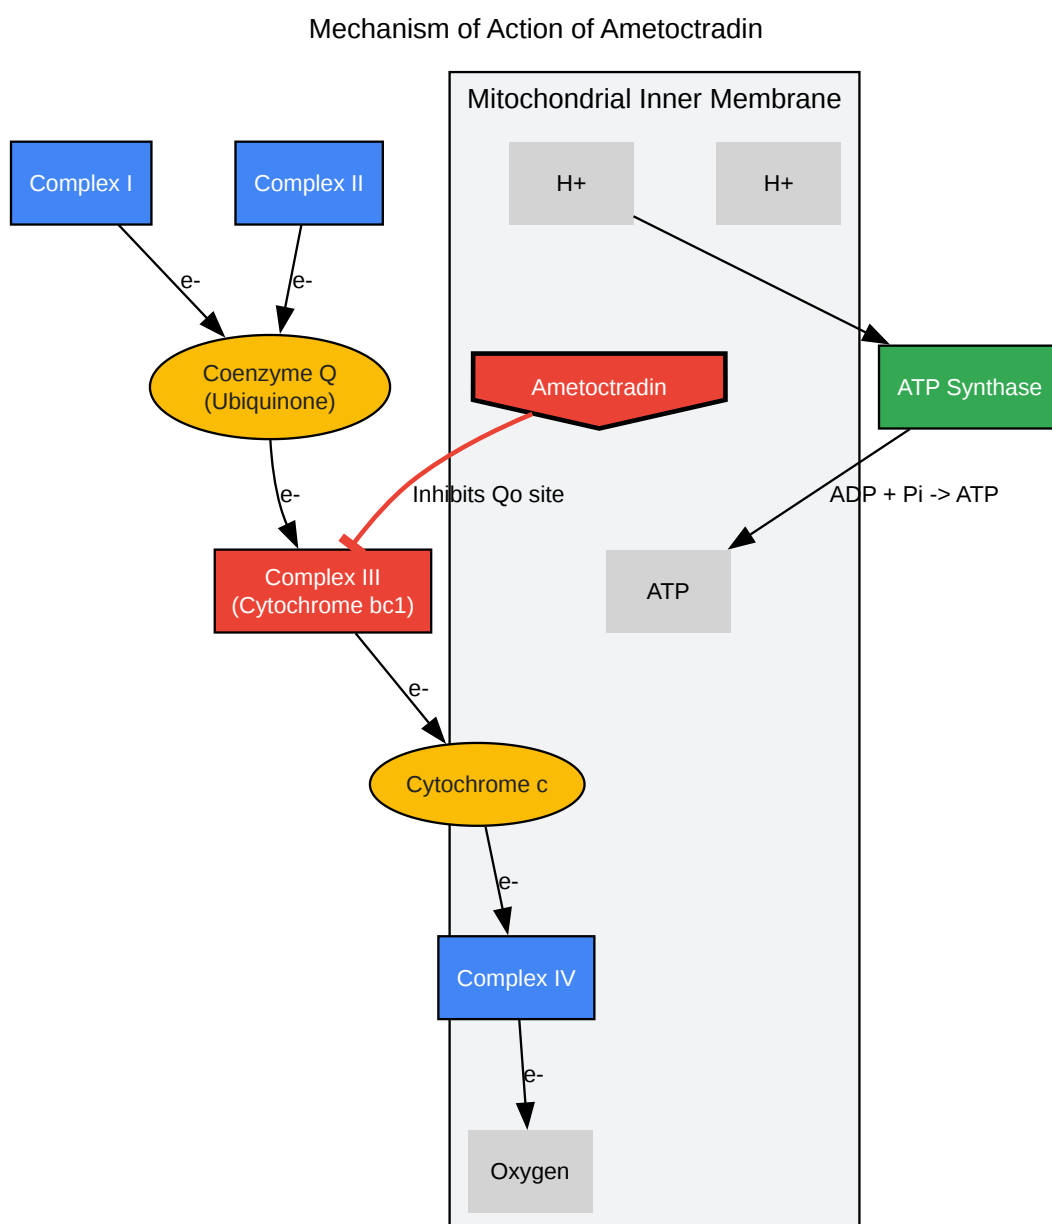 Mechanism of Action of Ametoctradin
Mitochondrial Inner Membrane
Complex I
Complex II
H+
H+
e-
e-
Coenzyme Q
(Ubiquinone)
Ametoctradin
ATP Synthase
e-
Inhibits Qo site
ADP + Pi -> ATP
Complex III
(Cytochrome bc1)
ATP
e-
Cytochrome c
e-
Complex IV
e-
Oxygen